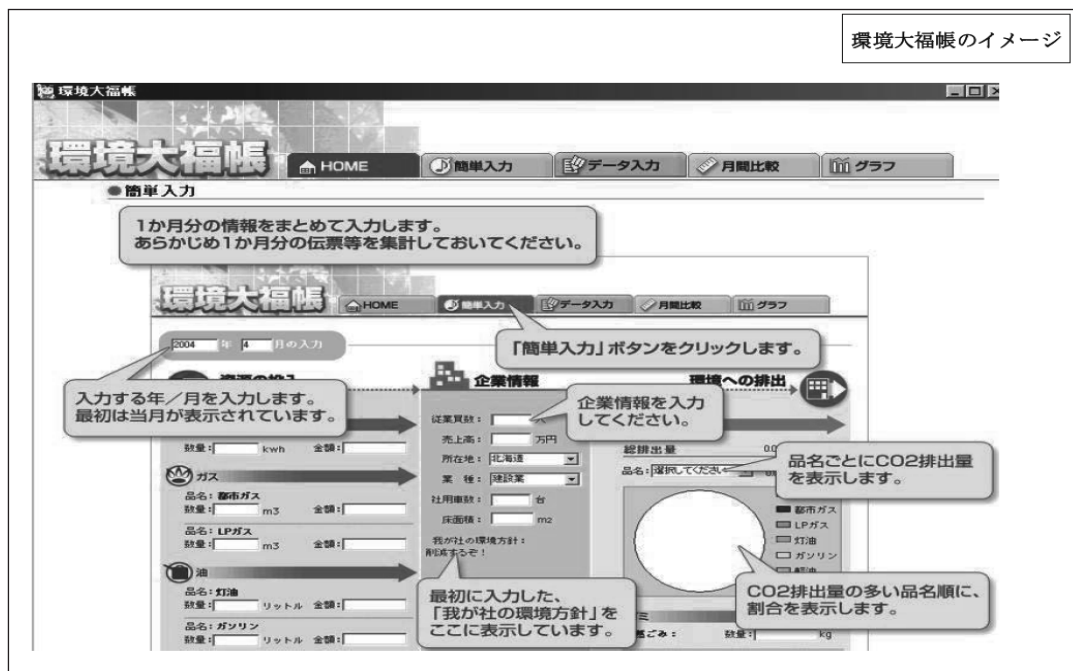 環境大福帳のイメージ
環境大福帳
環境大福帳
HOME
簡単入力
データ入力
月間比較
グラフ
●簡単入力
1か月分の情報をまとめて入力します。
あらかじめ1か月分の伝票等を集計しておいてください。
環境大福帳
HOME
簡単入力
データ入力
月間比較
グラフ
2004 年 4 月の入力
「簡単入力」ボタンをクリックします。
企業情報
環境への排出
入力する年/月を入力します。
最初は当月が表示されています。
数量: kwh 金額:
ガス
品名:都市ガス
数量: m3 金額:
品名:LPガス
数量: m3 金額:
油
品名:灯油
数量: リットル 金額:
品名:ガソリン
数量: リットル 金額:
従業員数:
売上高: 万円
所在地: 北海道
業種: 建設業
社用車数: 台
床面積: m2
我が社の環境方針:
削減するぞ!
企業情報を入力
してください。
最初に入力した、
「我が社の環境方針」を
ここに表示しています。
総排出量
品名: 選択してください
品名ごとにCO2排出量
を表示します。
都市ガス
LPガス
灯油
ガソリン
CO2排出量の多い品名順に、
割合を表示します。
数量: kg